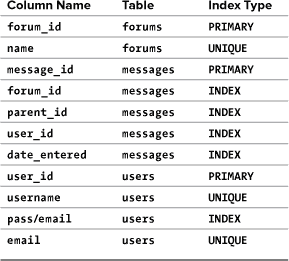 Column Name Table Index Type
forum_id forums PRIMARY
name forums UNIQUE
message_id messages PRIMARY
forum_id messages INDEX
parent_id messages INDEX
user_id messages INDEX
date_entered messages INDEX
user_id users PRIMARY
username users UNIQUE
pass/email users INDEX
email users UNIQUE